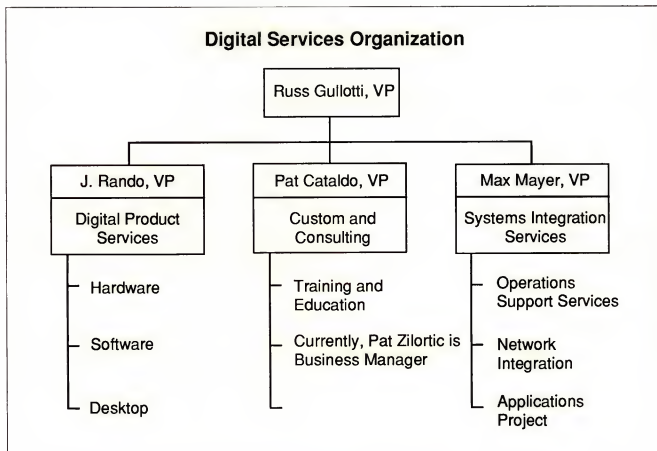 Digital Services Organization
Russ Gullotti, VP
J. Rando, VP
Digital Product
Services
Hardware
Software
Desktop
Pat Cataldo, VP
Custom and
Consulting
Training and
Education
Currently, Pat Zilortic is
Business Manager
Max Mayer, VP
Systems Integration
Services
Operations
Support Services
Network
Integration
Applications
Project